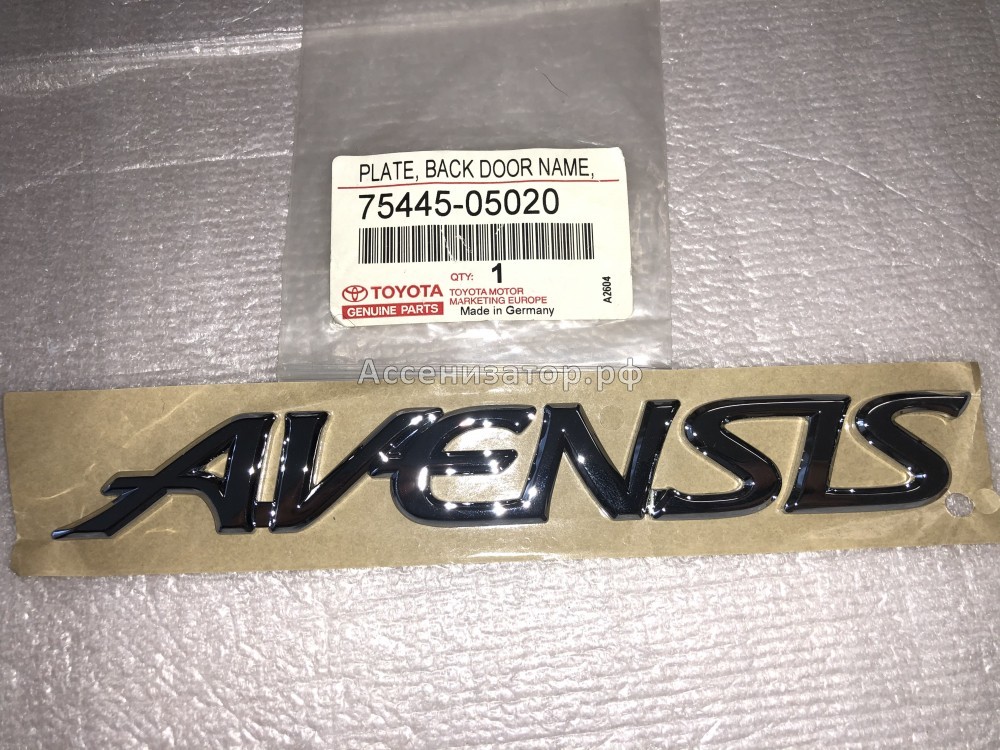 PLATE, BACK DOOR NAME,
75445-05020
QTY: 1
TOYOTA
GENUINE PARTS
TOYOTA MOTOR
MARKETING EUROPE
Made in Germany
A2604
Ассенизатор.рф
AVENSIS